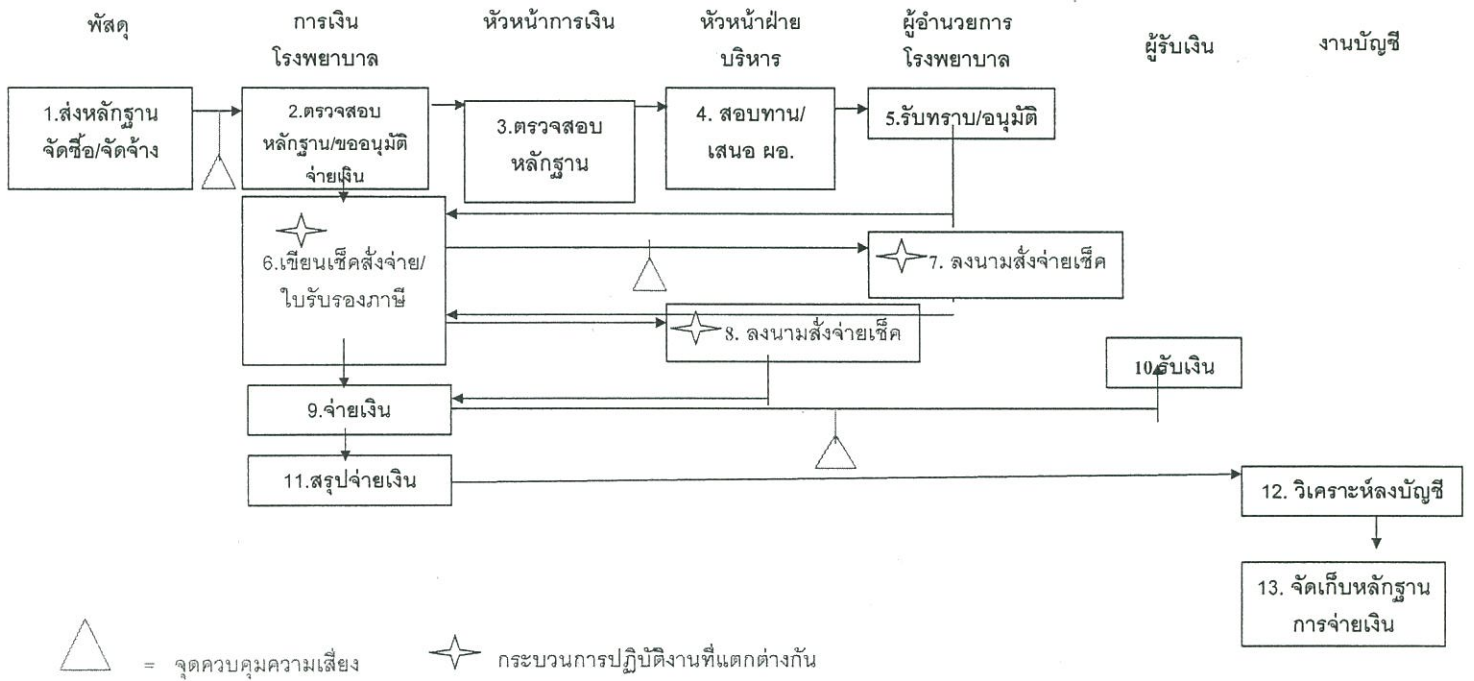 พัสดุ
การเงิน
โรงพยาบาล
หัวหน้าการเงิน
หัวหน้าฝ่าย
บริหาร
ผู้อำนวยการ
โรงพยาบาล
ผู้รับเงิน
งานบัญชี
1.ส่งหลักฐาน
จัดซื้อ/จัดจ้าง
2.ตรวจสอบ
หลักฐาน/ขออนุมัติ
จ่ายเงิน
3.ตรวจสอบ
หลักฐาน
4. สอบทาน/
เสนอ ผอ.
5.รับทราบ/อนุมัติ
6.เขียนเช็คสั่งจ่าย/
ใบรับรองภาษี
7. ลงนามสั่งจ่ายเช็ค
8. ลงนามสั่งจ่ายเช็ค
9.จ่ายเงิน
10.รับเงิน
11.สรุปจ่ายเงิน
12. วิเคราะห์ลงบัญชี
13. จัดเก็บหลักฐาน
การจ่ายเงิน
= จุดควบคุมความเสี่ยง
กระบวนการปฏิบัติงานที่แตกต่างกัน